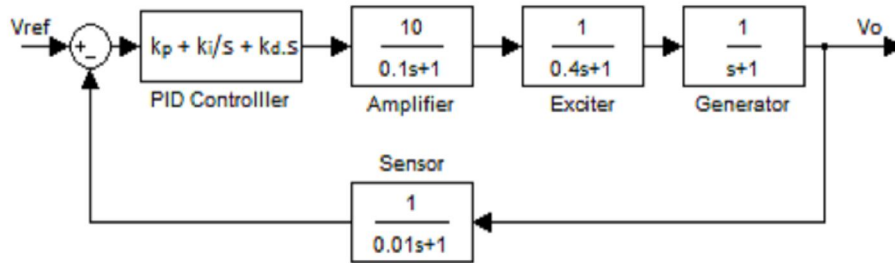 Vref
+
−
kp + ki/s + kd.s
PID Controlller
10
0.1s+1
Amplifier
1
0.4s+1
Exciter
1
s+1
Generator
Vo
Sensor
1
0.01s+1